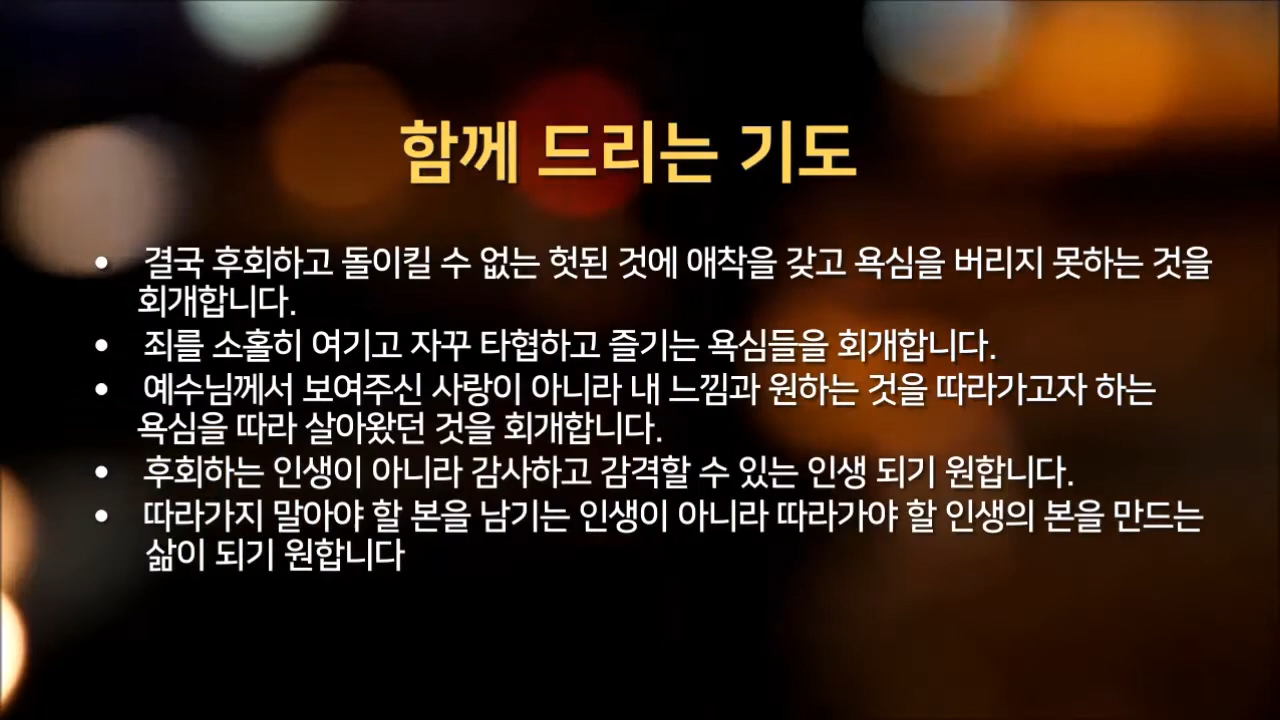 함께 드리는 기도
• 결국 후회하고 돌이킬 수 없는 헛된 것에 애착을 갖고 욕심을 버리지 못하는 것을
회개합니다.
• 죄를 소홀히 여기고 자꾸 타협하고 즐기는 욕심들을 회개합니다.
• 예수님께서 보여주신 사랑이 아니라 내 느낌과 원하는 것을 따라가고자 하는
욕심을 따라 살아왔던 것을 회개합니다.
• 후회하는 인생이 아니라 감사하고 감격할 수 있는 인생 되기 원합니다.
• 따라가지 말아야 할 본을 남기는 인생이 아니라 따라가야 할 인생의 본을 만드는
삶이 되기 원합니다